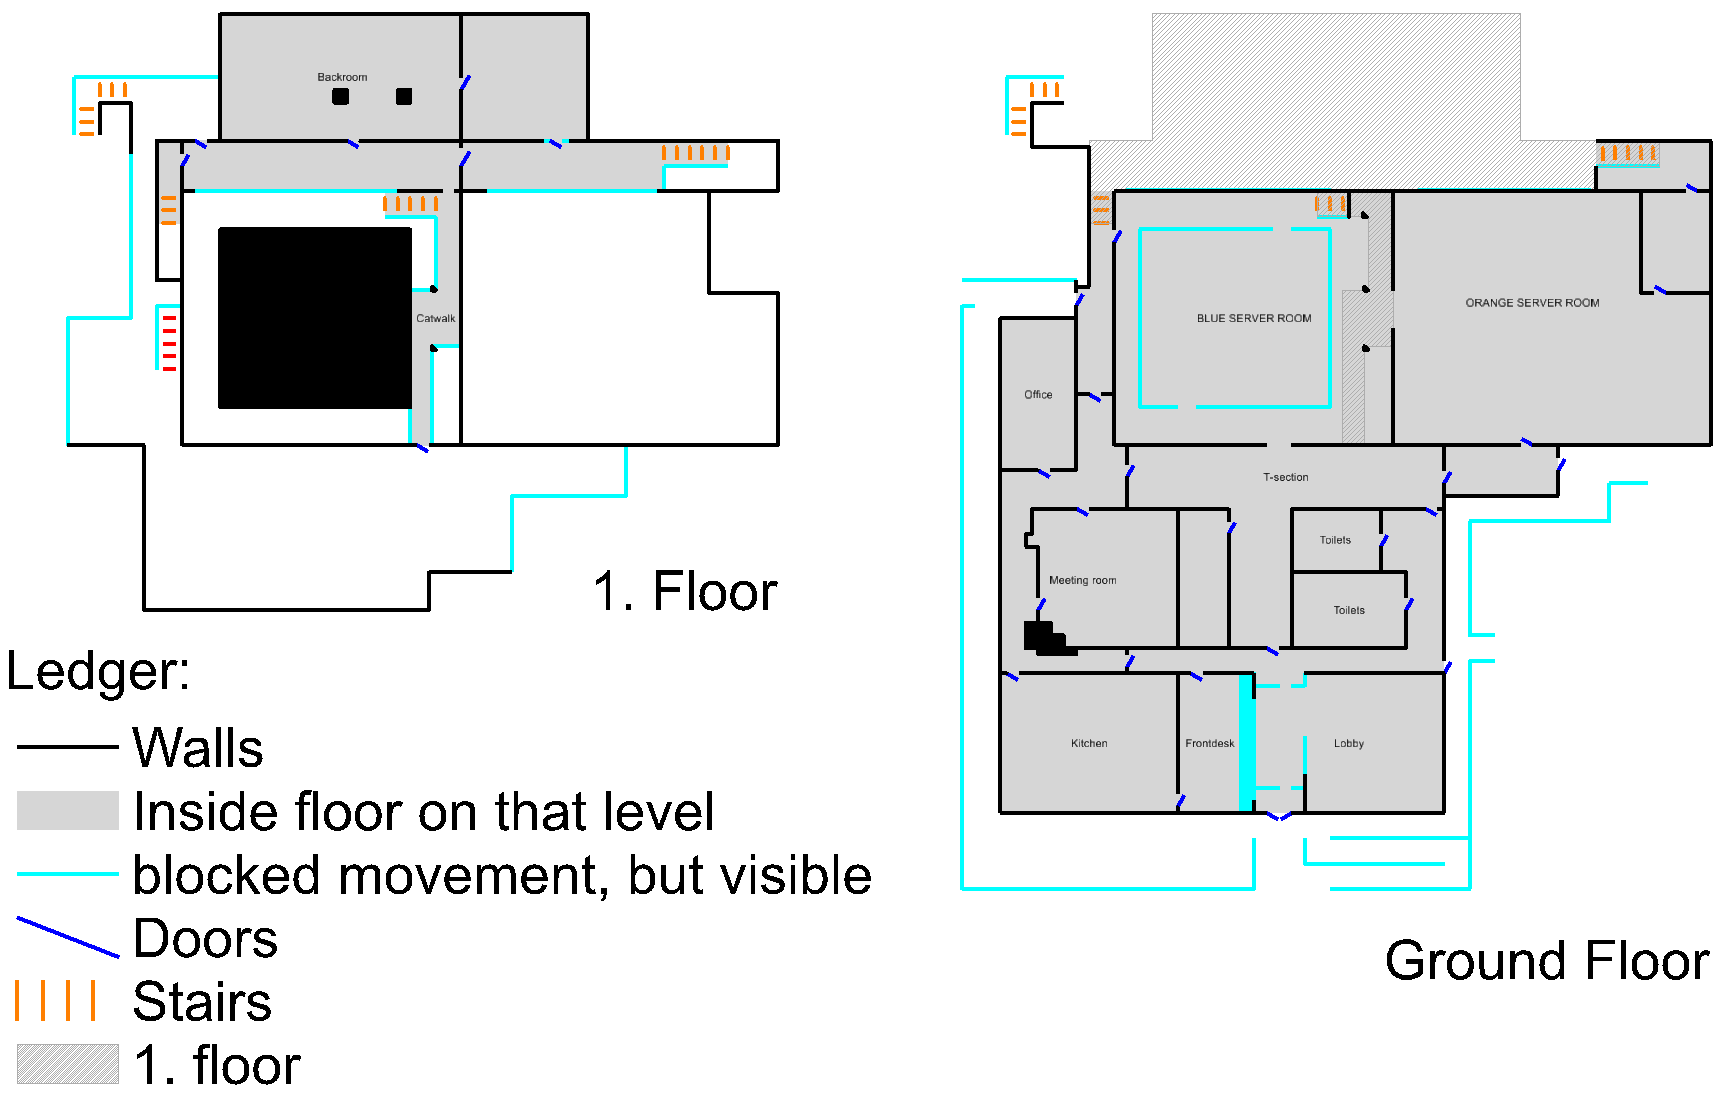 Backroom
Catwalk
1. Floor
Ledger:
Walls
Inside floor on that level
blocked movement, but visible
Doors
Stairs
1. floor
BLUE SERVER ROOM
ORANGE SERVER ROOM
Office
T-section
Toilets
Meeting room
Toilets
Kitchen
Frontdesk
Lobby
Ground Floor